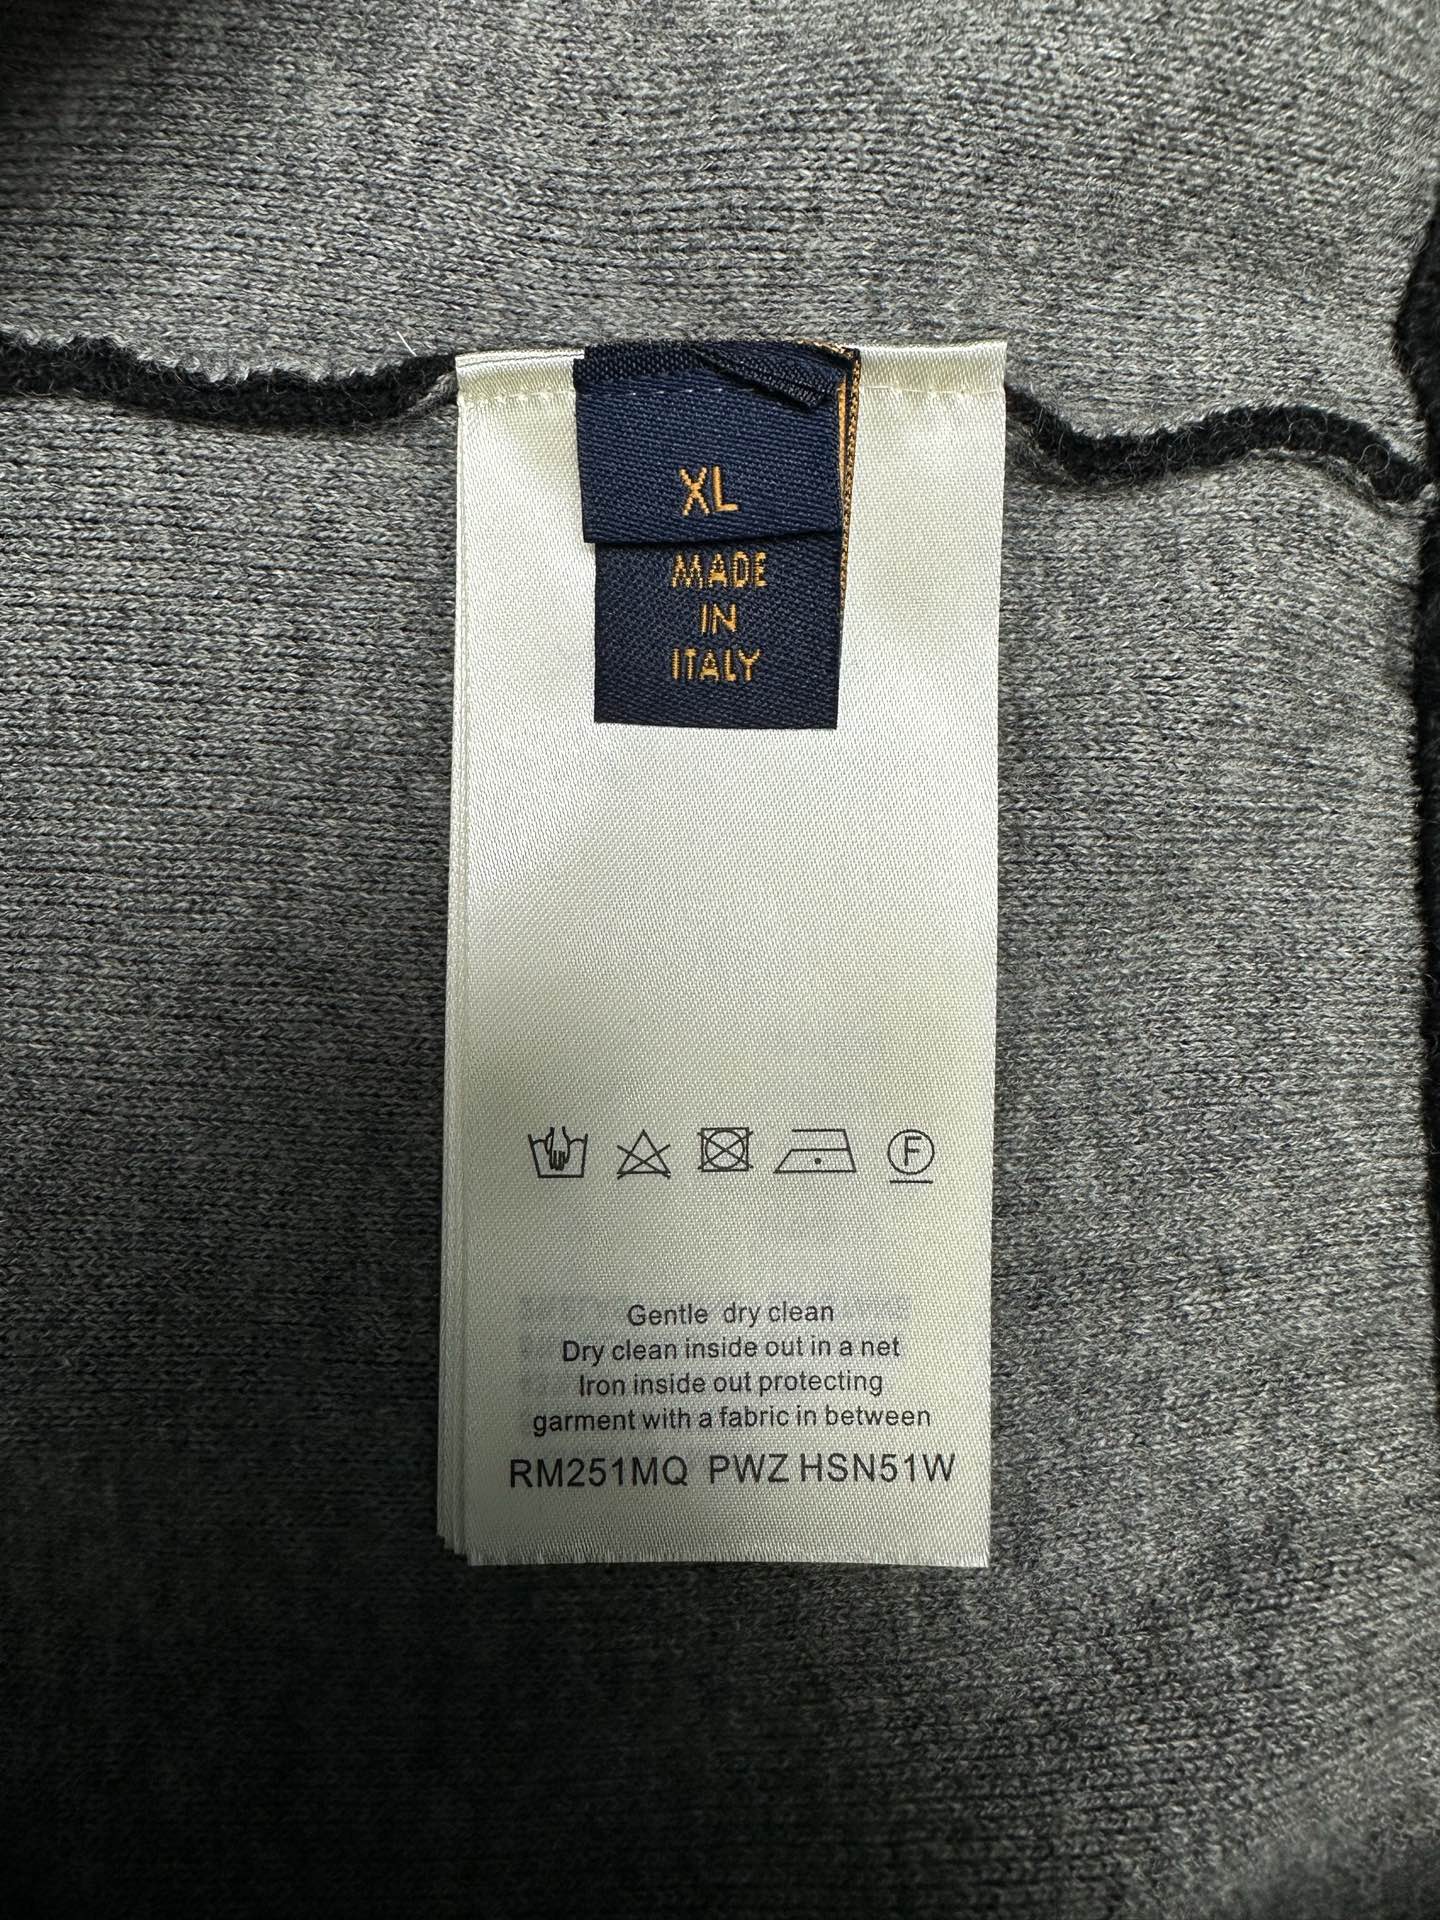 XL
MADE
IN
ITALY
F
Gentle dry clean
Dry clean inside out in a net
Iron inside out protecting
garment with a fabric in between
RM251MQ PWZ HSN51W